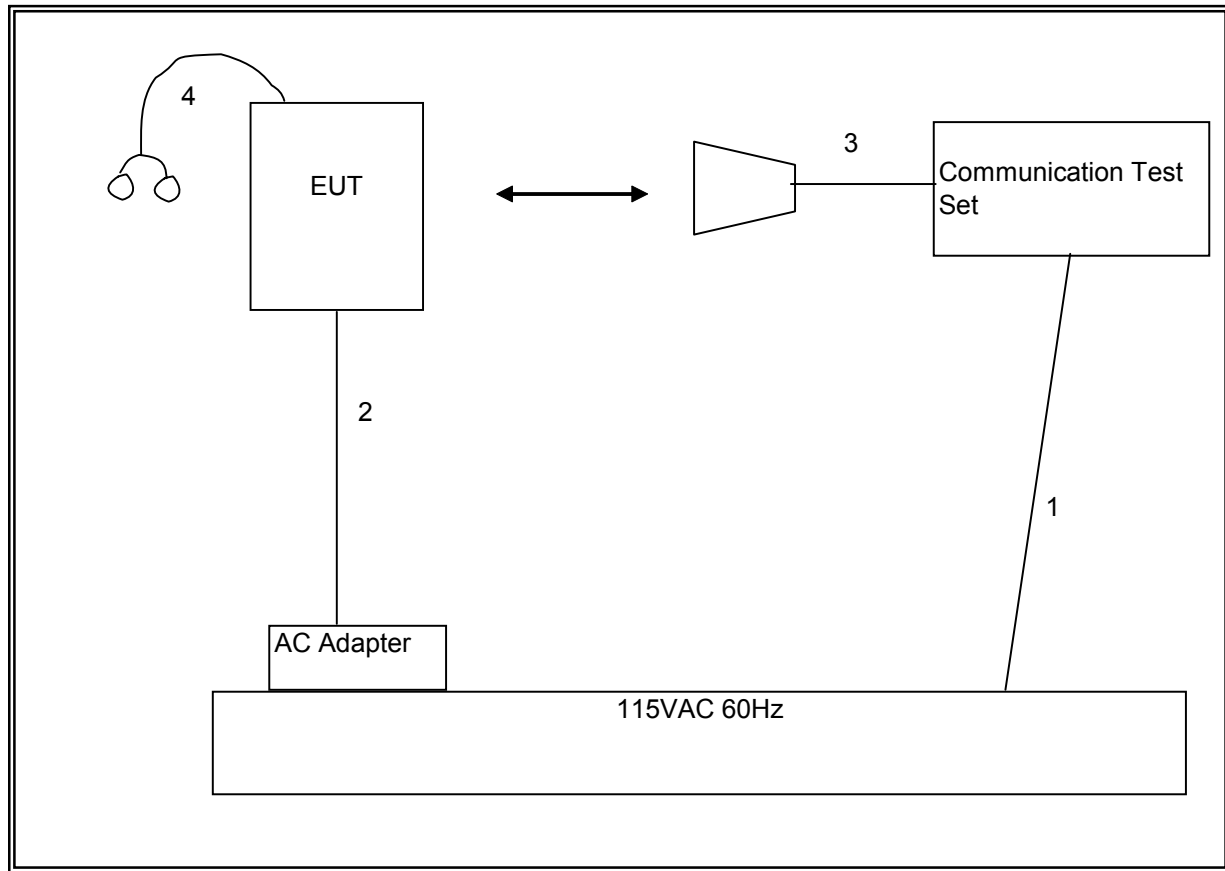 4
EUT
3
Communication Test
Set
2
1
AC Adapter
115VAC 60Hz